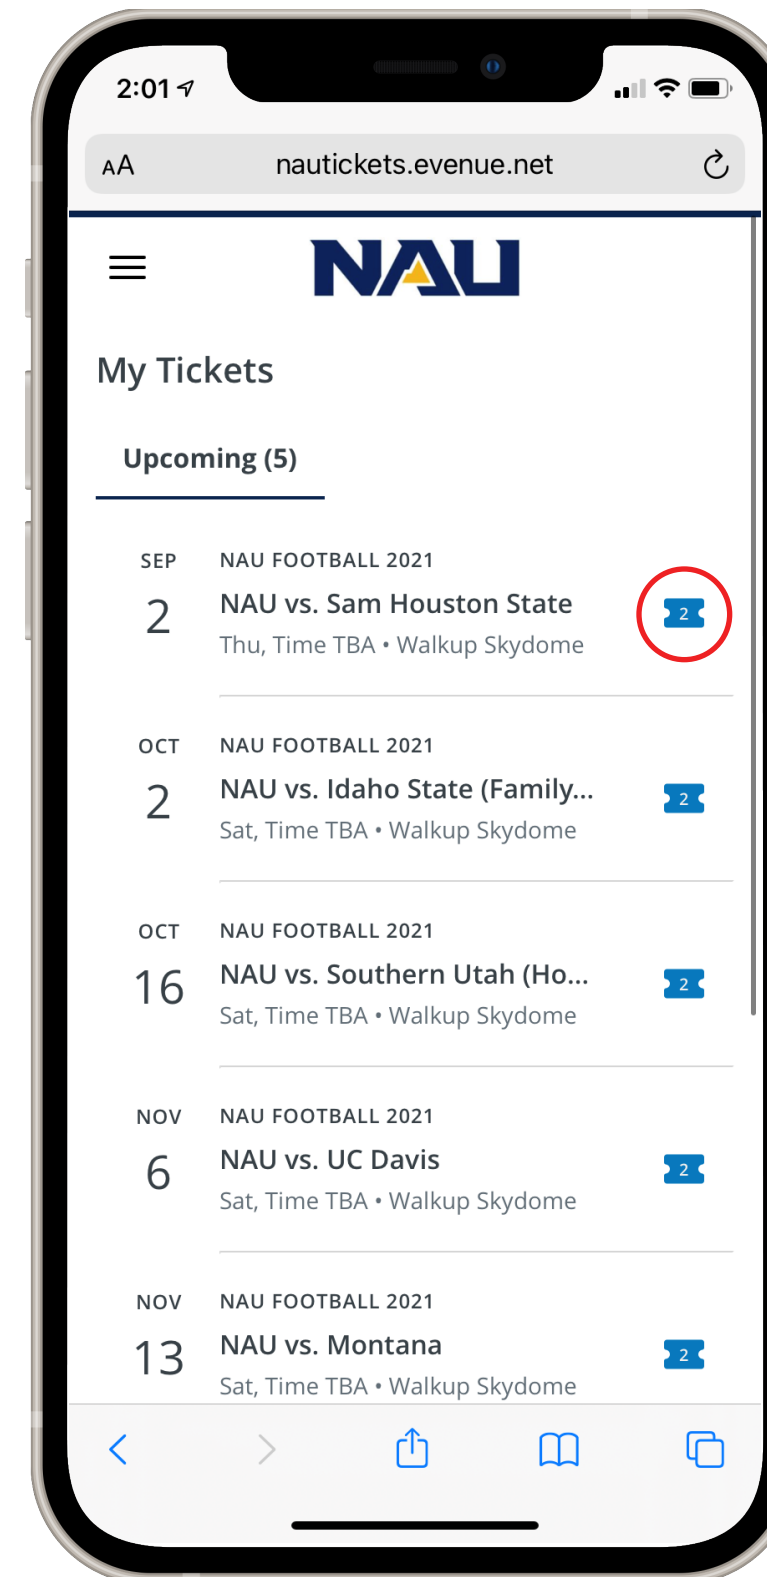 2:01
AA nautickets.evenue.net
NAU
My Tickets
Upcoming (5)
SEP
2
NAU FOOTBALL 2021
NAU vs. Sam Houston State
Thu, Time TBA • Walkup Skydome
2
OCT
2
NAU FOOTBALL 2021
NAU vs. Idaho State (Family...
Sat, Time TBA • Walkup Skydome
2
OCT
16
NAU FOOTBALL 2021
NAU vs. Southern Utah (Ho...
Sat, Time TBA • Walkup Skydome
2
NOV
6
NAU FOOTBALL 2021
NAU vs. UC Davis
Sat, Time TBA • Walkup Skydome
2
NOV
13
NAU FOOTBALL 2021
NAU vs. Montana
Sat, Time TBA • Walkup Skydome
2